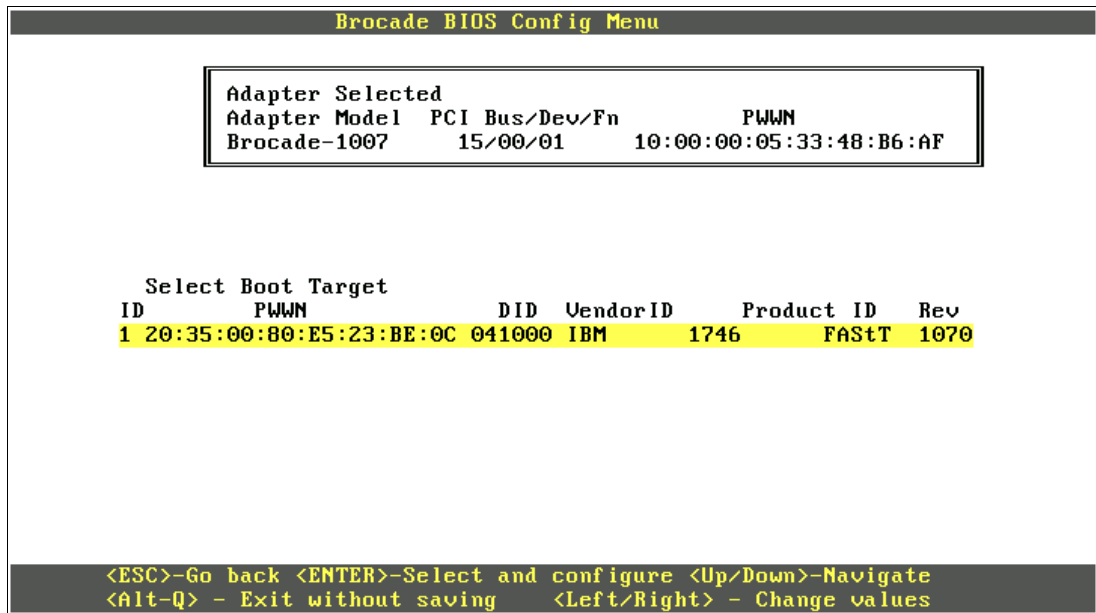 Brocade BIOS Config Menu
Adapter Selected
Adapter Model PCI Bus/Dev/Fn PWWN
Brocade-1007 15/00/01 10:00:00:05:33:48:B6:AF
Select Boot Target
ID PWWN DID VendorID Product ID Rev
1 20:35:00:80:E5:23:BE:0C 041000 IBM 1746 FAStT 1070
<ESC>-Go back <ENTER>-Select and configure <Up/Down>-Navigate
<Alt-Q> - Exit without saving <Left/Right> - Change values